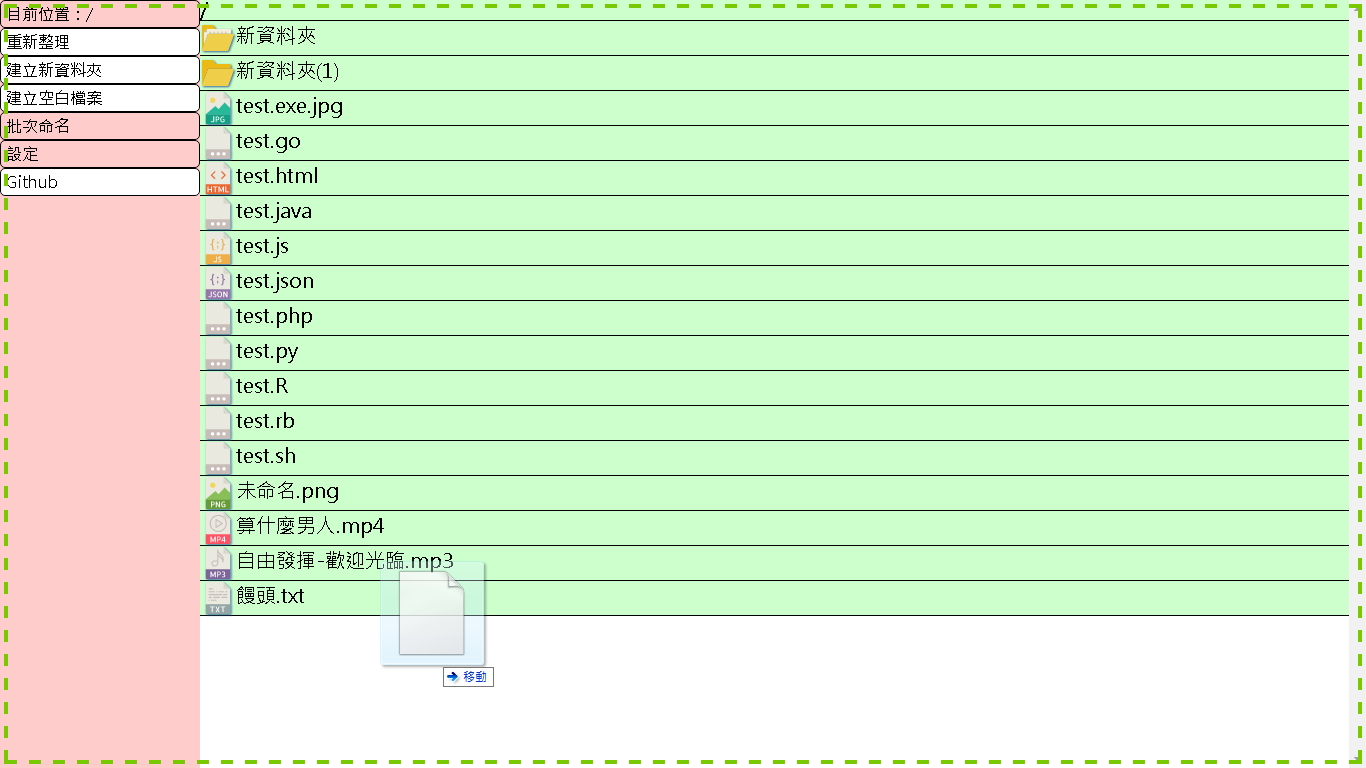 目前位置：/
重新整理
建立新資料夾
建立空白檔案
批次命名
設定
Github
/
新資料夾
新資料夾(1)
JPG test.exe.jpg
test.go
HTML test.html
test.java
{:} JS test.js
{;} JSON test.json
test.php
test.py
test.R
test.rb
test.sh
PNG 未命名.png
MP4 算什麼男人.mp4
MP3 自由發揮-歡迎光臨.mp3
TXT 饅頭.txt
移動